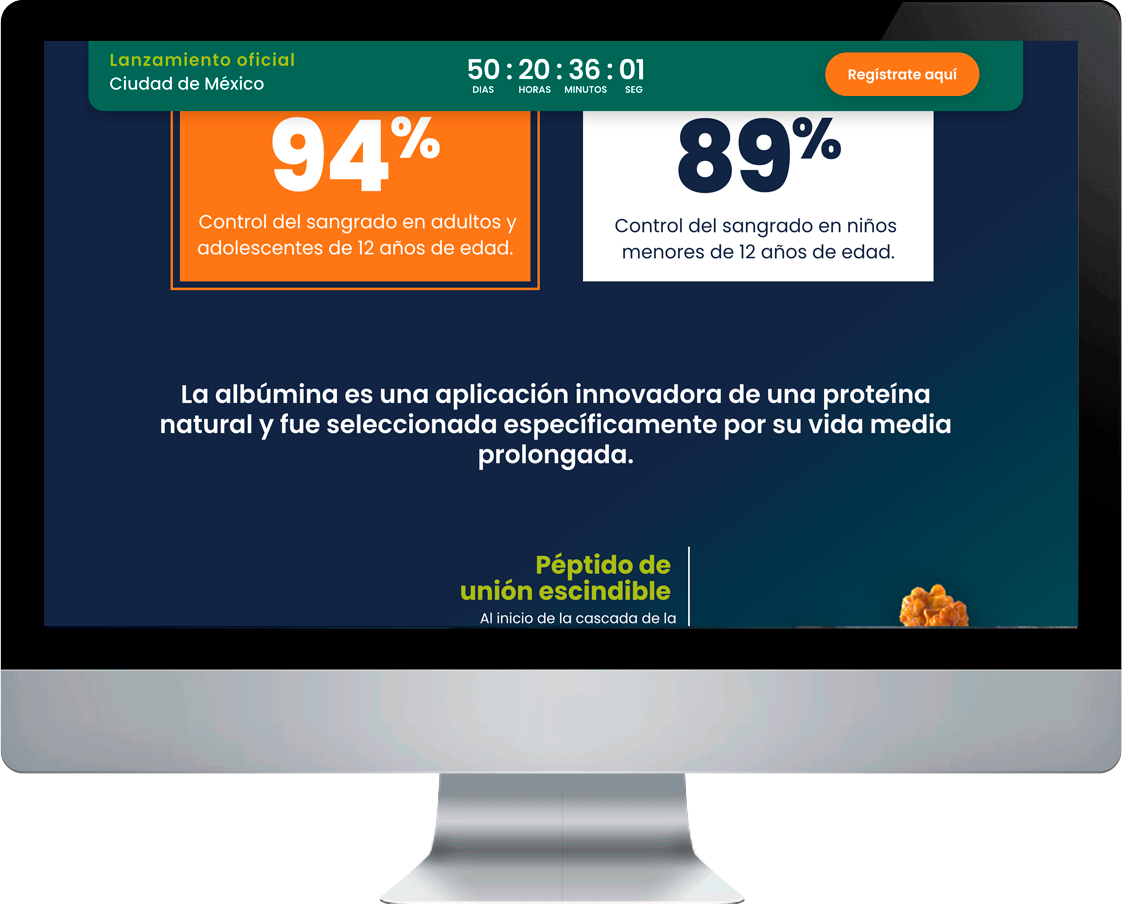 Lanzamiento oficial
Ciudad de México
50 : 20 : 36 : 01
DIAS HORAS MINUTOS SEG
Regístrate aquí
94%
Control del sangrado en adultos y
adolescentes de 12 años de edad.
89%
Control del sangrado en niños
menores de 12 años de edad.
La albúmina es una aplicación innovadora de una proteína
natural y fue seleccionada específicamente por su vida media
prolongada.
Péptido de
unión escindible
Al inicio de la cascada de la